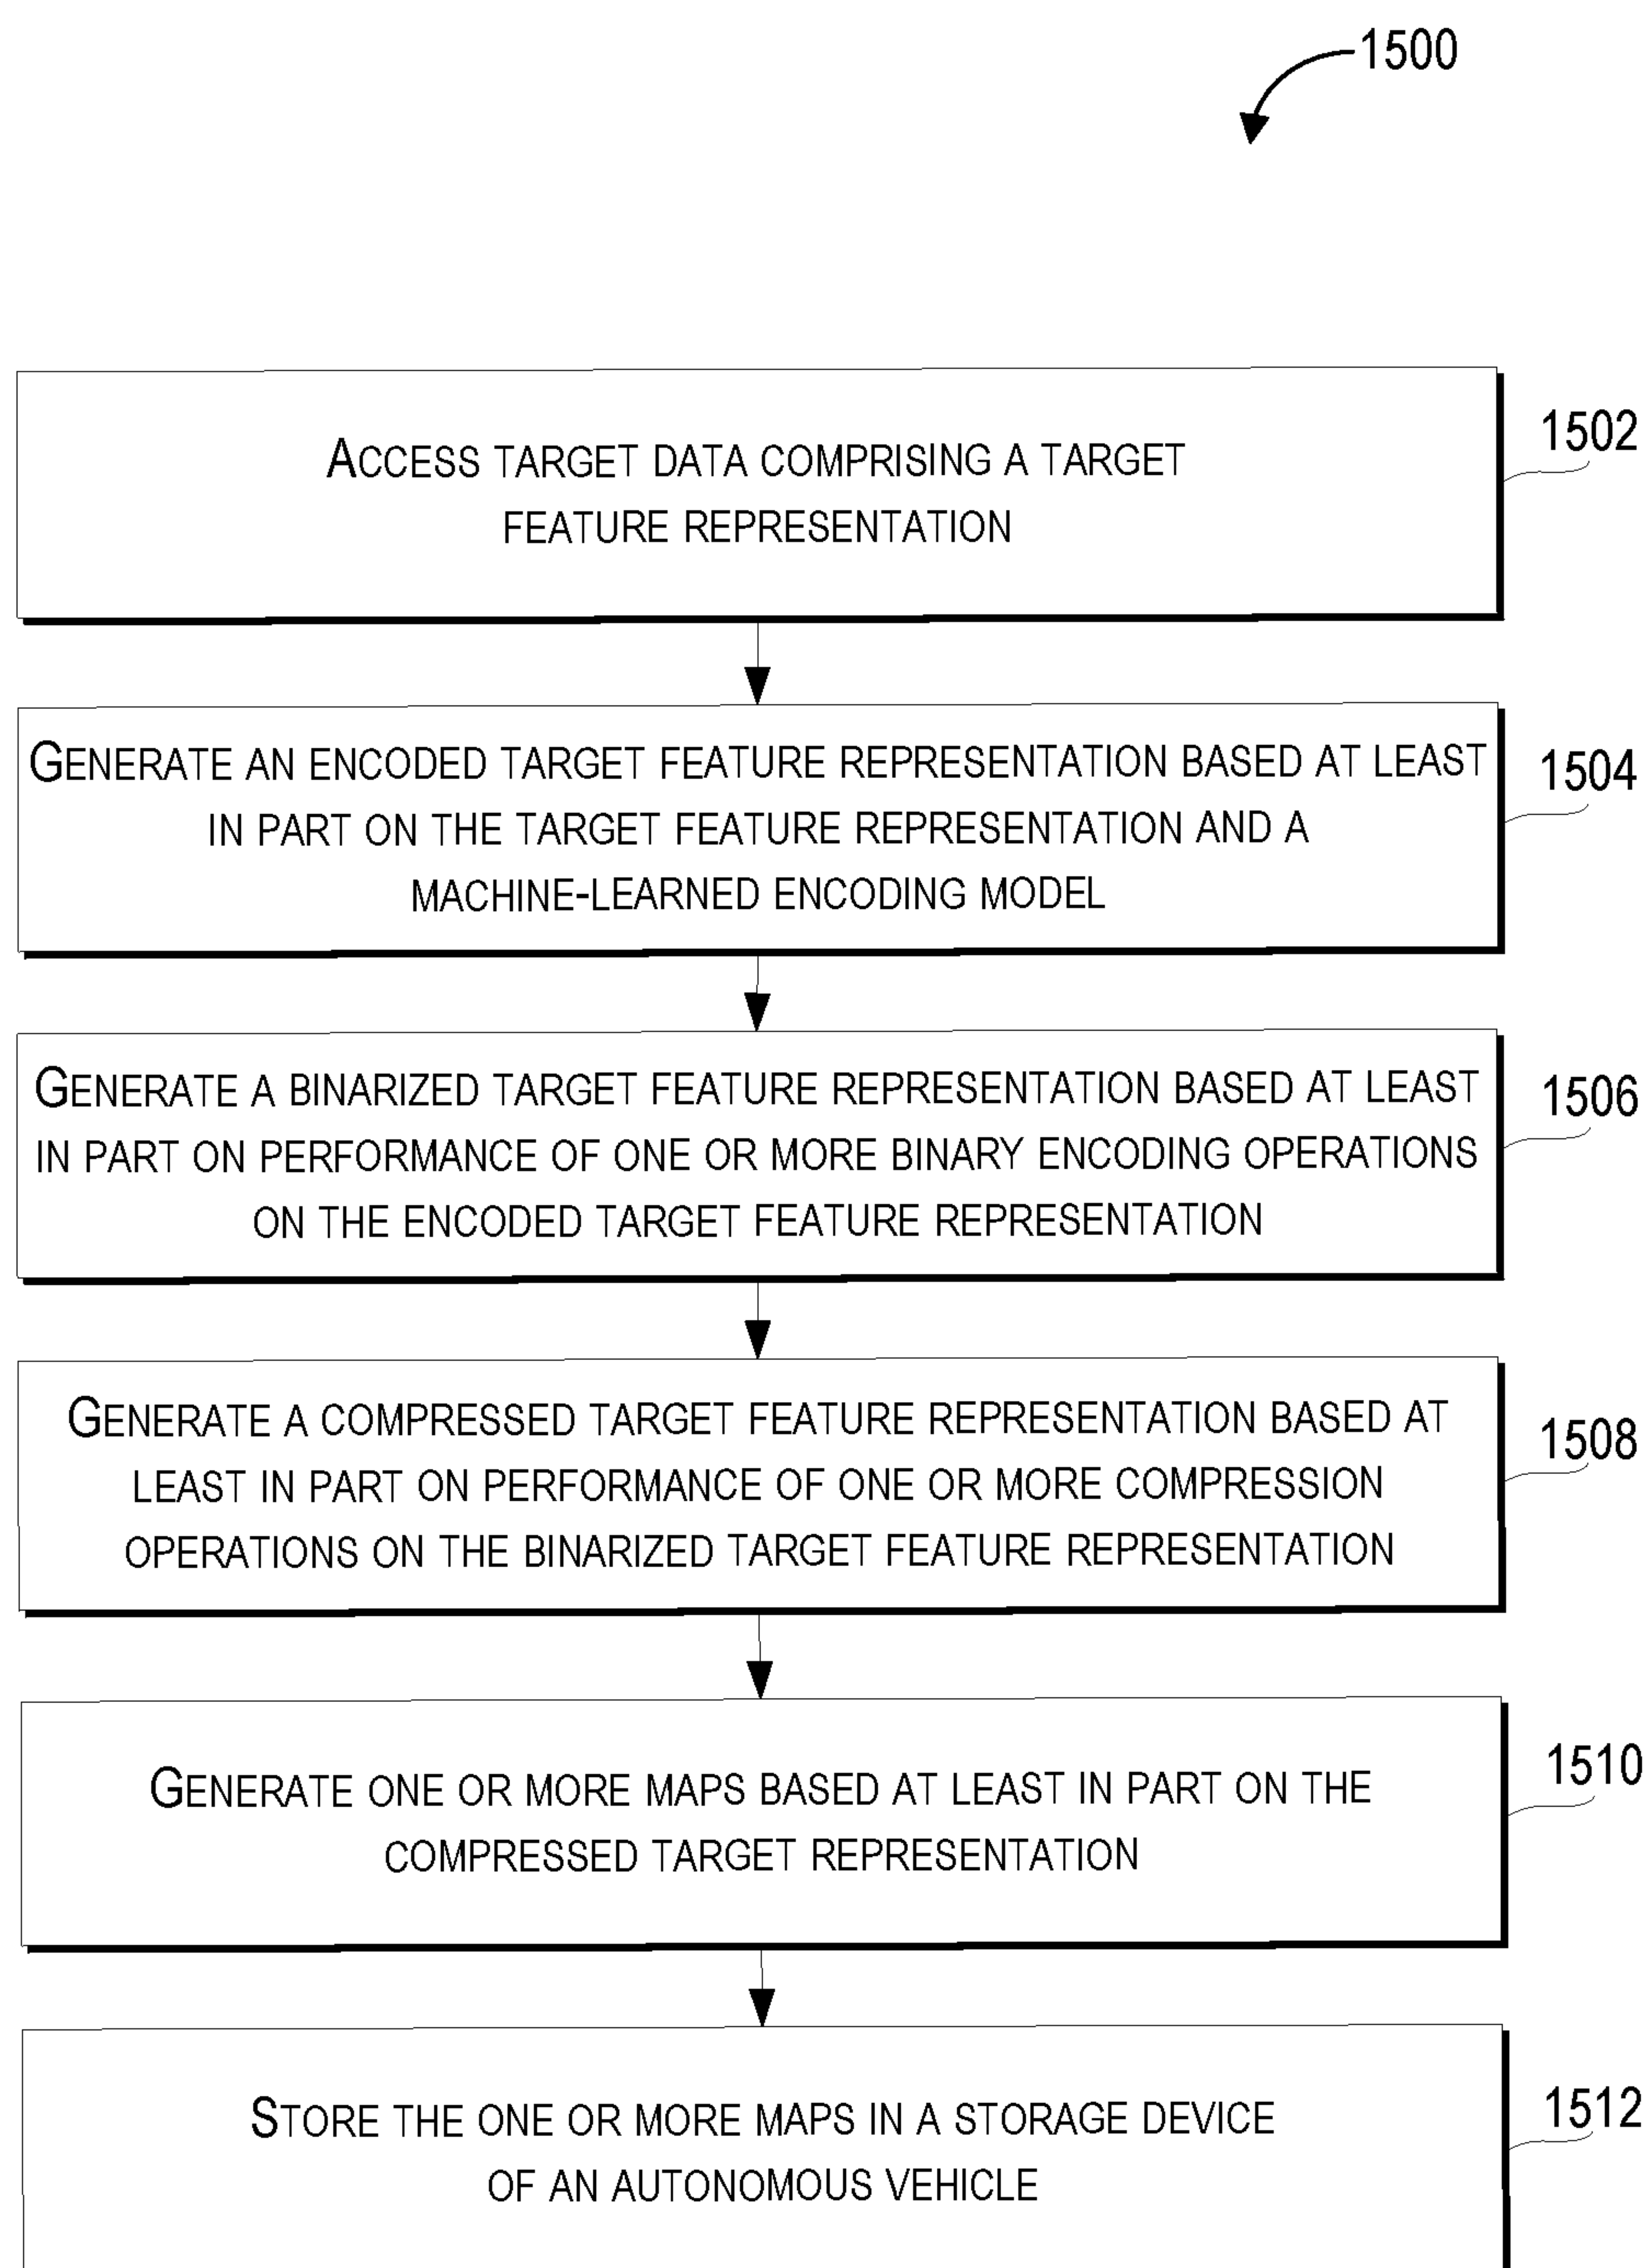 1500
ACCESS TARGET DATA COMPRISING A TARGET
FEATURE REPRESENTATION
1502
GENERATE AN ENCODED TARGET FEATURE REPRESENTATION BASED AT LEAST
IN PART ON THE TARGET FEATURE REPRESENTATION AND A
MACHINE-LEARNED ENCODING MODEL
1504
GENERATE A BINARIZED TARGET FEATURE REPRESENTATION BASED AT LEAST
IN PART ON PERFORMANCE OF ONE OR MORE BINARY ENCODING OPERATIONS
ON THE ENCODED TARGET FEATURE REPRESENTATION
1506
GENERATE A COMPRESSED TARGET FEATURE REPRESENTATION BASED AT
LEAST IN PART ON PERFORMANCE OF ONE OR MORE COMPRESSION
OPERATIONS ON THE BINARIZED TARGET FEATURE REPRESENTATION
1508
GENERATE ONE OR MORE MAPS BASED AT LEAST IN PART ON THE
COMPRESSED TARGET REPRESENTATION
1510
STORE THE ONE OR MORE MAPS IN A STORAGE DEVICE
OF AN AUTONOMOUS VEHICLE
1512